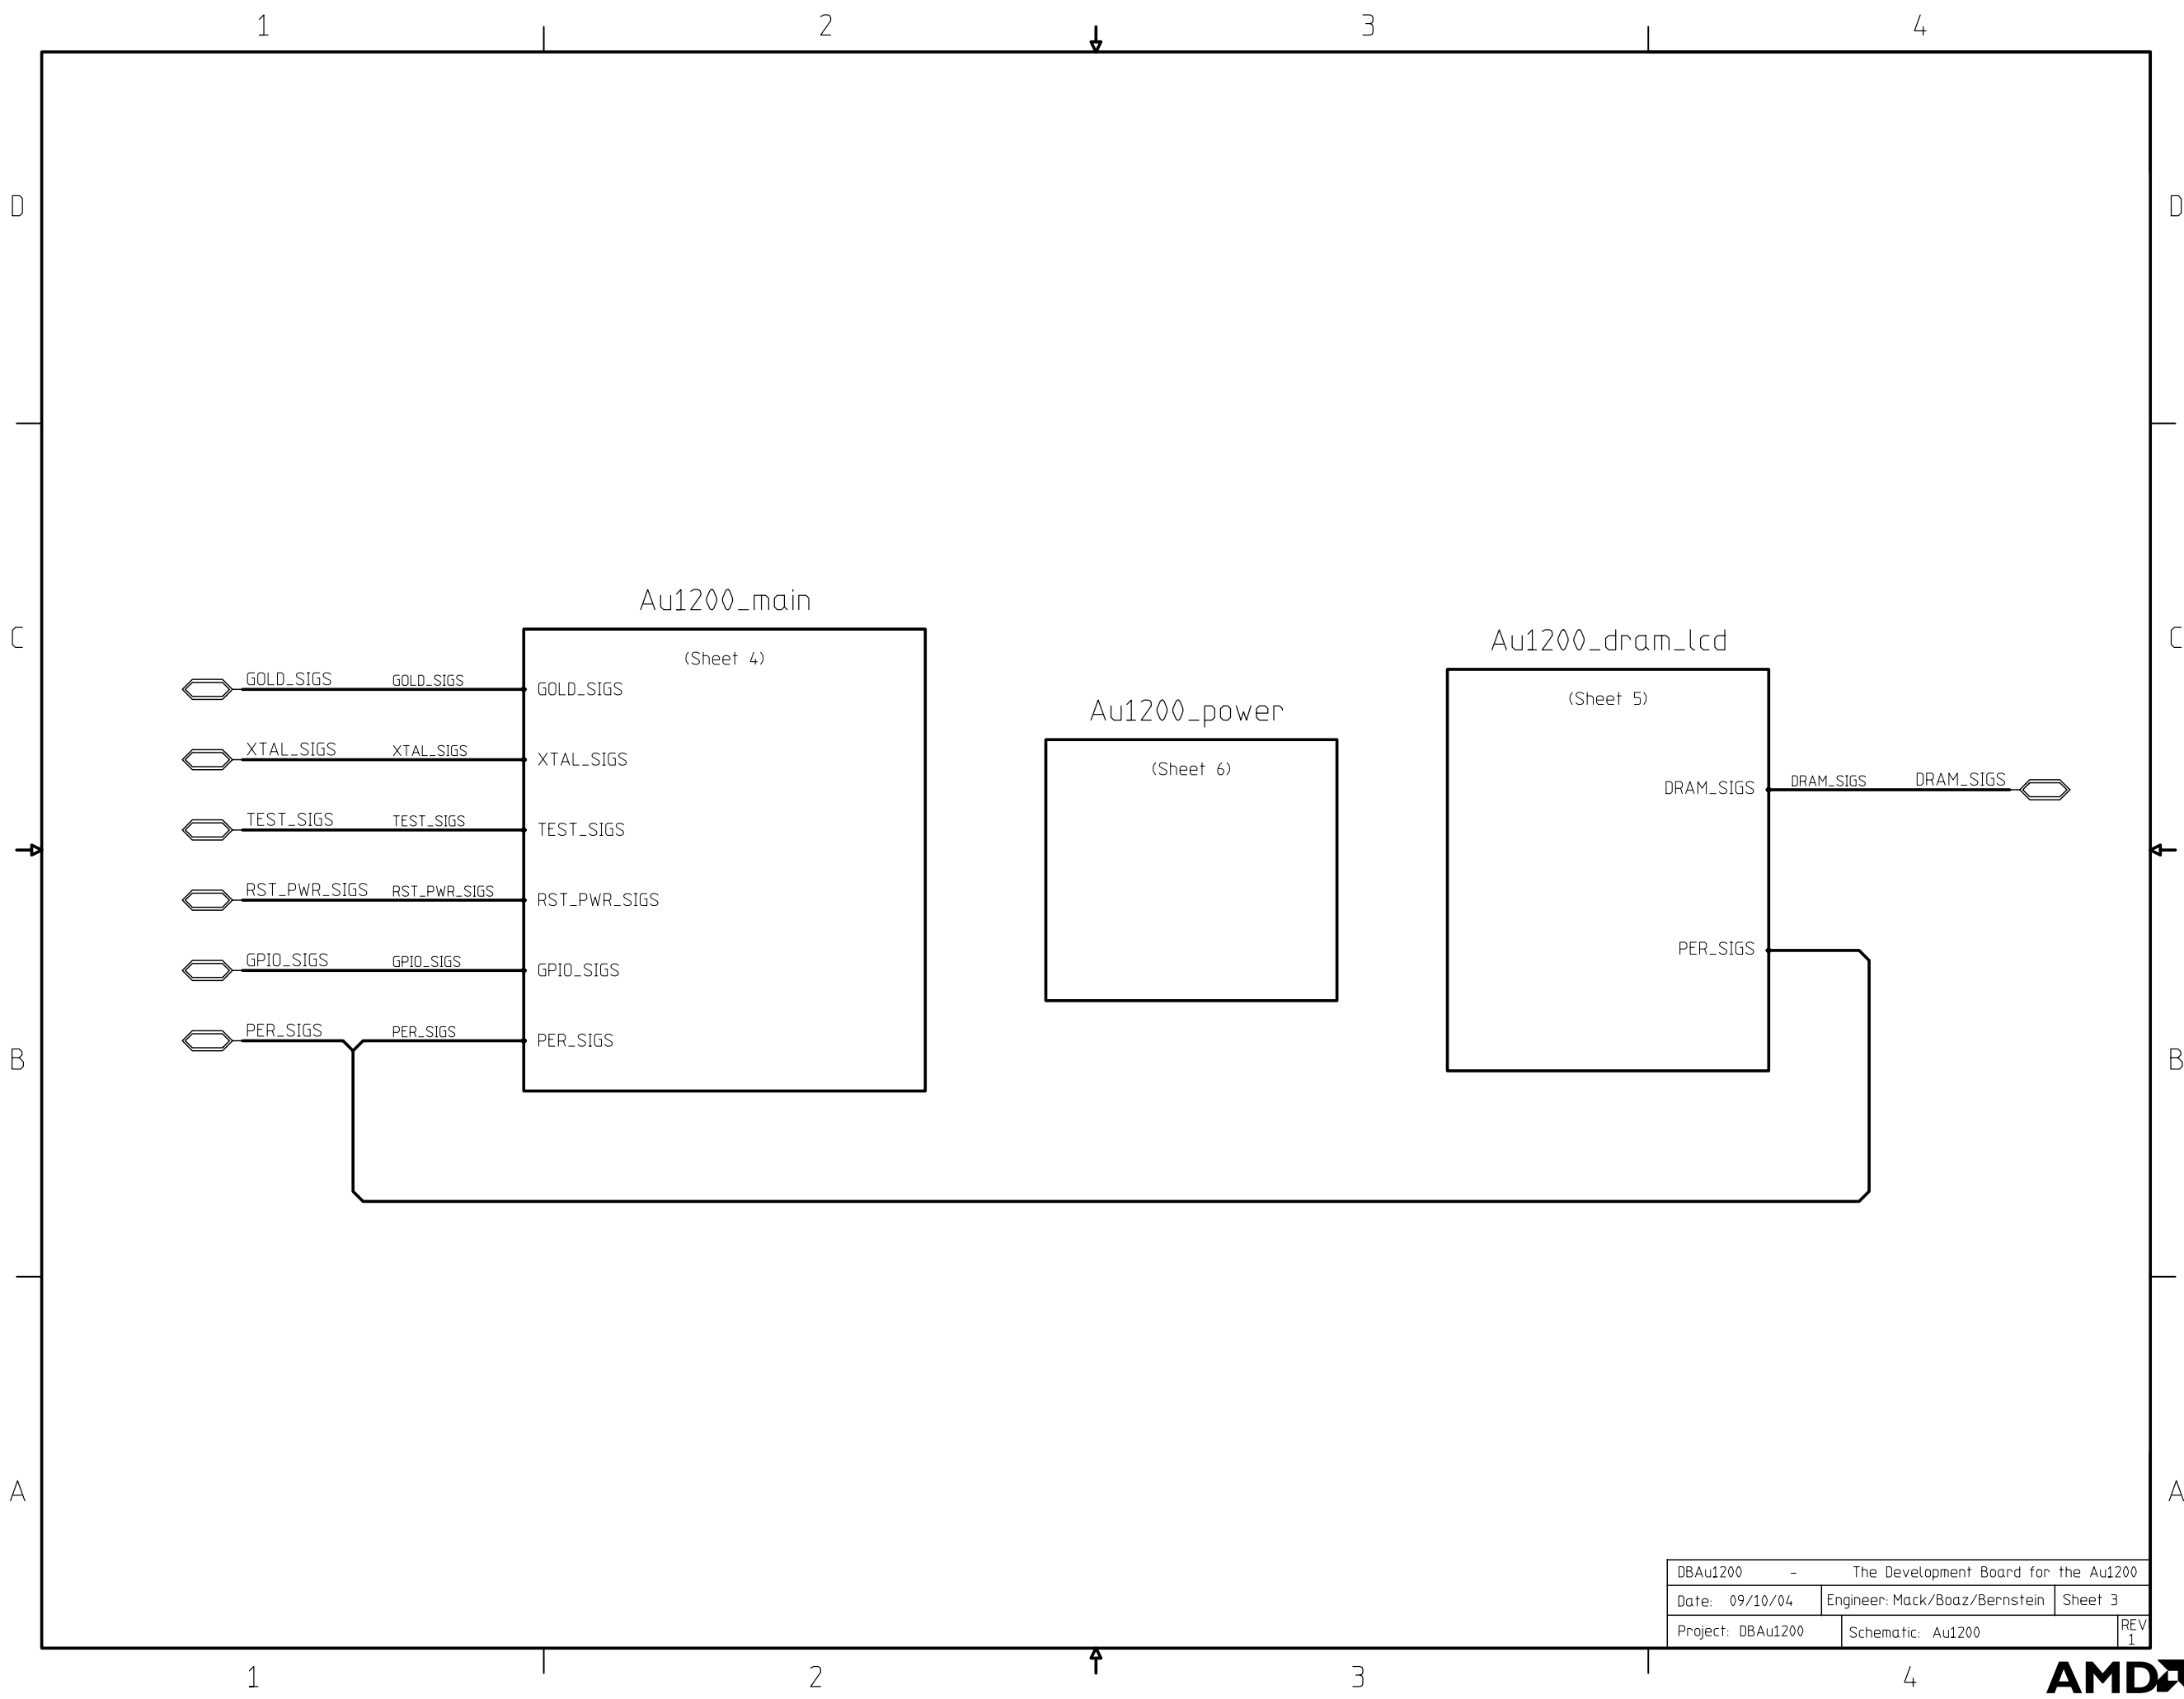 1 2 3 4
D D
Au1200_main
(Sheet 4)
Au1200_dram_lcd
C C
GOLD_SIGS GOLD_SIGS GOLD_SIGS
(Sheet 5)
Au1200_power
XTAL_SIGS XTAL_SIGS XTAL_SIGS
(Sheet 6)
DRAM_SIGS DRAM_SIGS DRAM_SIGS
TEST_SIGS TEST_SIGS TEST_SIGS
RST_PWR_SIGS RST_PWR_SIGS RST_PWR_SIGS
PER_SIGS
GPIO_SIGS GPIO_SIGS GPIO_SIGS
PER_SIGS PER_SIGS PER_SIGS
B B
A A
DBAu1200 - The Development Board for the Au1200
Date: 09/10/04 Engineer: Mack/Boaz/Bernstein Sheet 3
Project: DBAu1200 Schematic: Au1200 REV
1
1 2 3 4
AMD